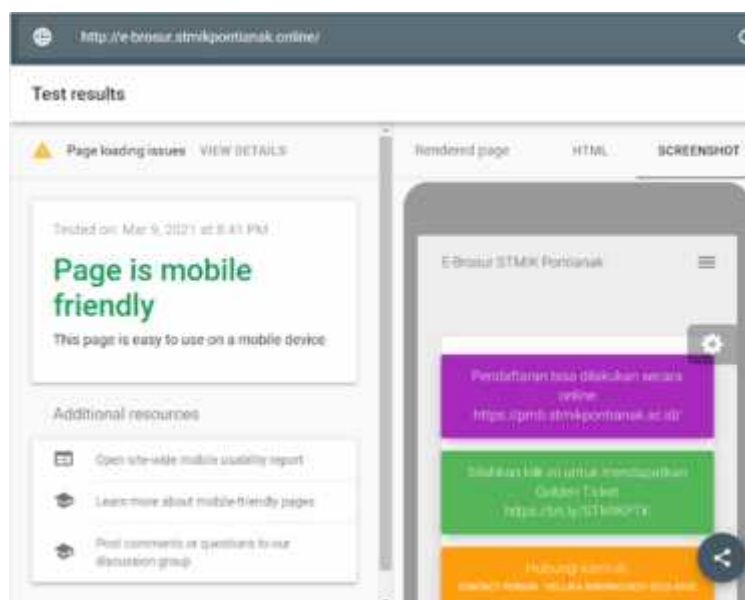 http://e-brosur.stmikpontianak.online/
Test results
Page loading issues VIEW DETAILS
Rendered page HTML SCREENSHOT
Tested on: Mar 9, 2021 at 8:41 PM
Page is mobile
friendly
This page is easy to use on a mobile device
Additional resources
Open site-wide mobile usability report
Learn more about mobile-friendly pages
Post comments or questions to our
discussion group
E-Brosur STMIK Pontianak
Pendaftaran bisa dilakukan secara
online
https://pmb.stmikpontianak.ac.id/
Silahkan klik ini untuk mendapatkan
Golden Ticket
https://bit.ly/STMIKPTK
Hubungi kami di
CONTACT PERSON